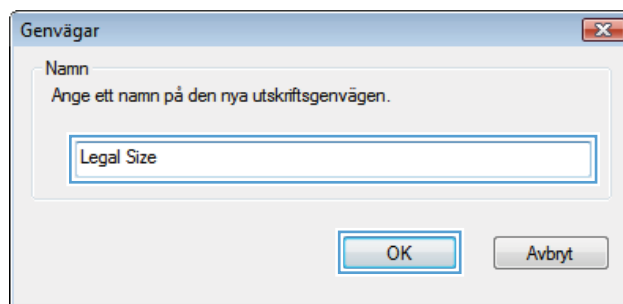 Genvägar
Namn
Ange ett namn på den nya utskriftsgenvägen.
Legal Size
OK
Avbryt